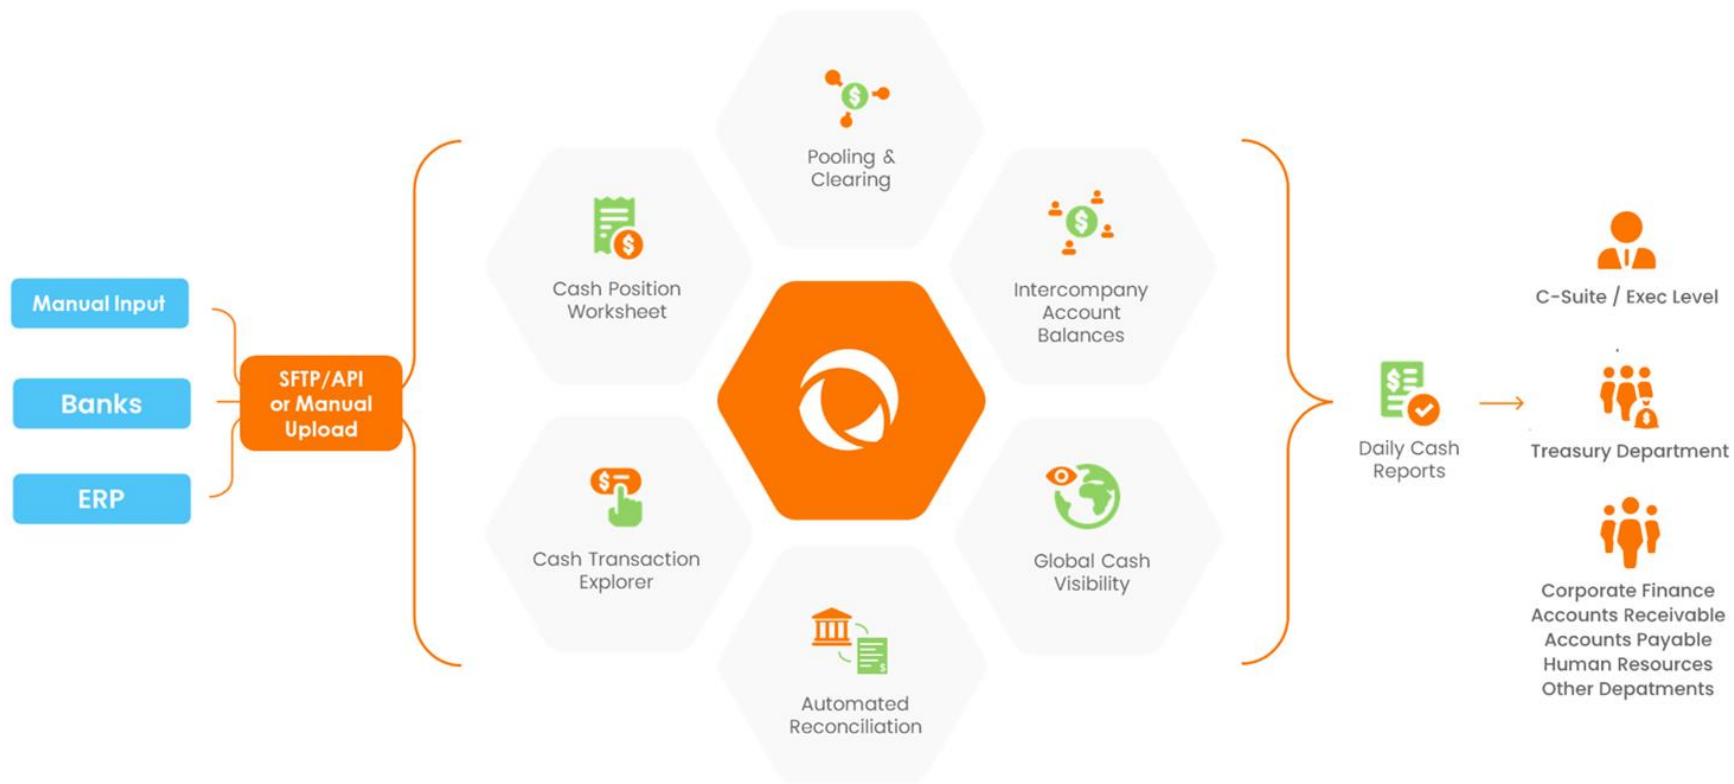 Manual Input
Banks
ERP
SFTP/API
or Manual
Upload
Pooling &
Clearing
Cash Position
Worksheet
Intercompany
Account
Balances
Cash Transaction
Explorer
Global Cash
Visibility
Automated
Reconciliation
Daily Cash
Reports
C-Suite / Exec Level
Treasury Department
Corporate Finance
Accounts Receivable
Accounts Payable
Human Resources
Other Depatments